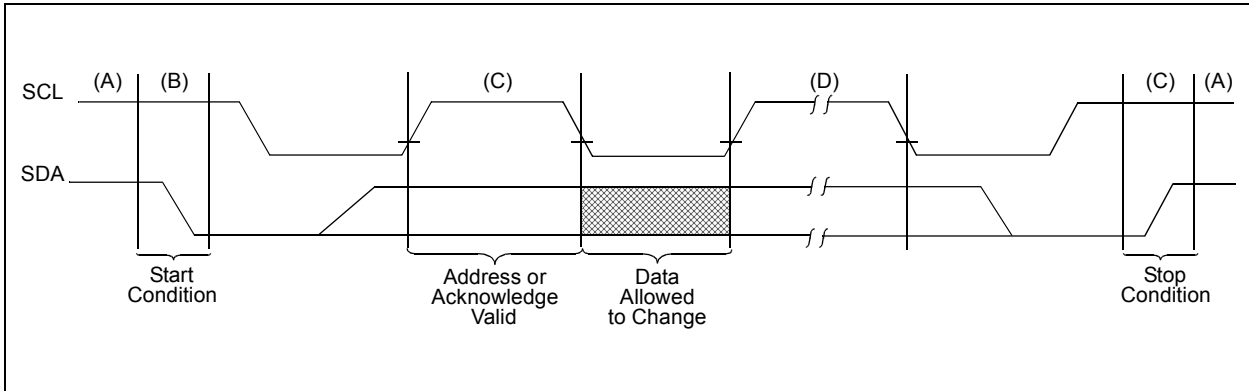 (A) (B) (C) (D) (C) (A)
SCL
SDA
Start
Condition
Address or
Acknowledge
Valid
Data
Allowed
to Change
Stop
Condition